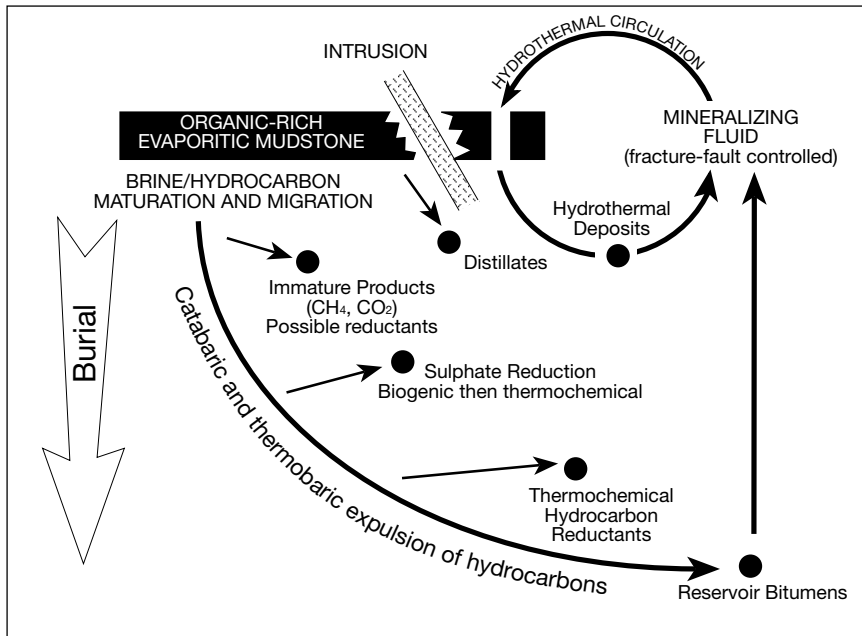 INTRUSION
HYDROTHERMAL CIRCULATION
ORGANIC-RICH
EVAPORITIC MUDSTONE
MINERALIZING
FLUID
(fracture-fault controlled)
BRINE/HYDROCARBON
MATURATION AND MIGRATION
Hydrothermal
Deposits
Distillates
Immature Products
(CH₄, CO₂)
Possible reductants
Burial
Sulphate Reduction
Biogenic then thermochemical
Catabaric and thermobaric expulsion of hydrocarbons
Thermochemical
Hydrocarbon
Reductants
Reservoir Bitumens